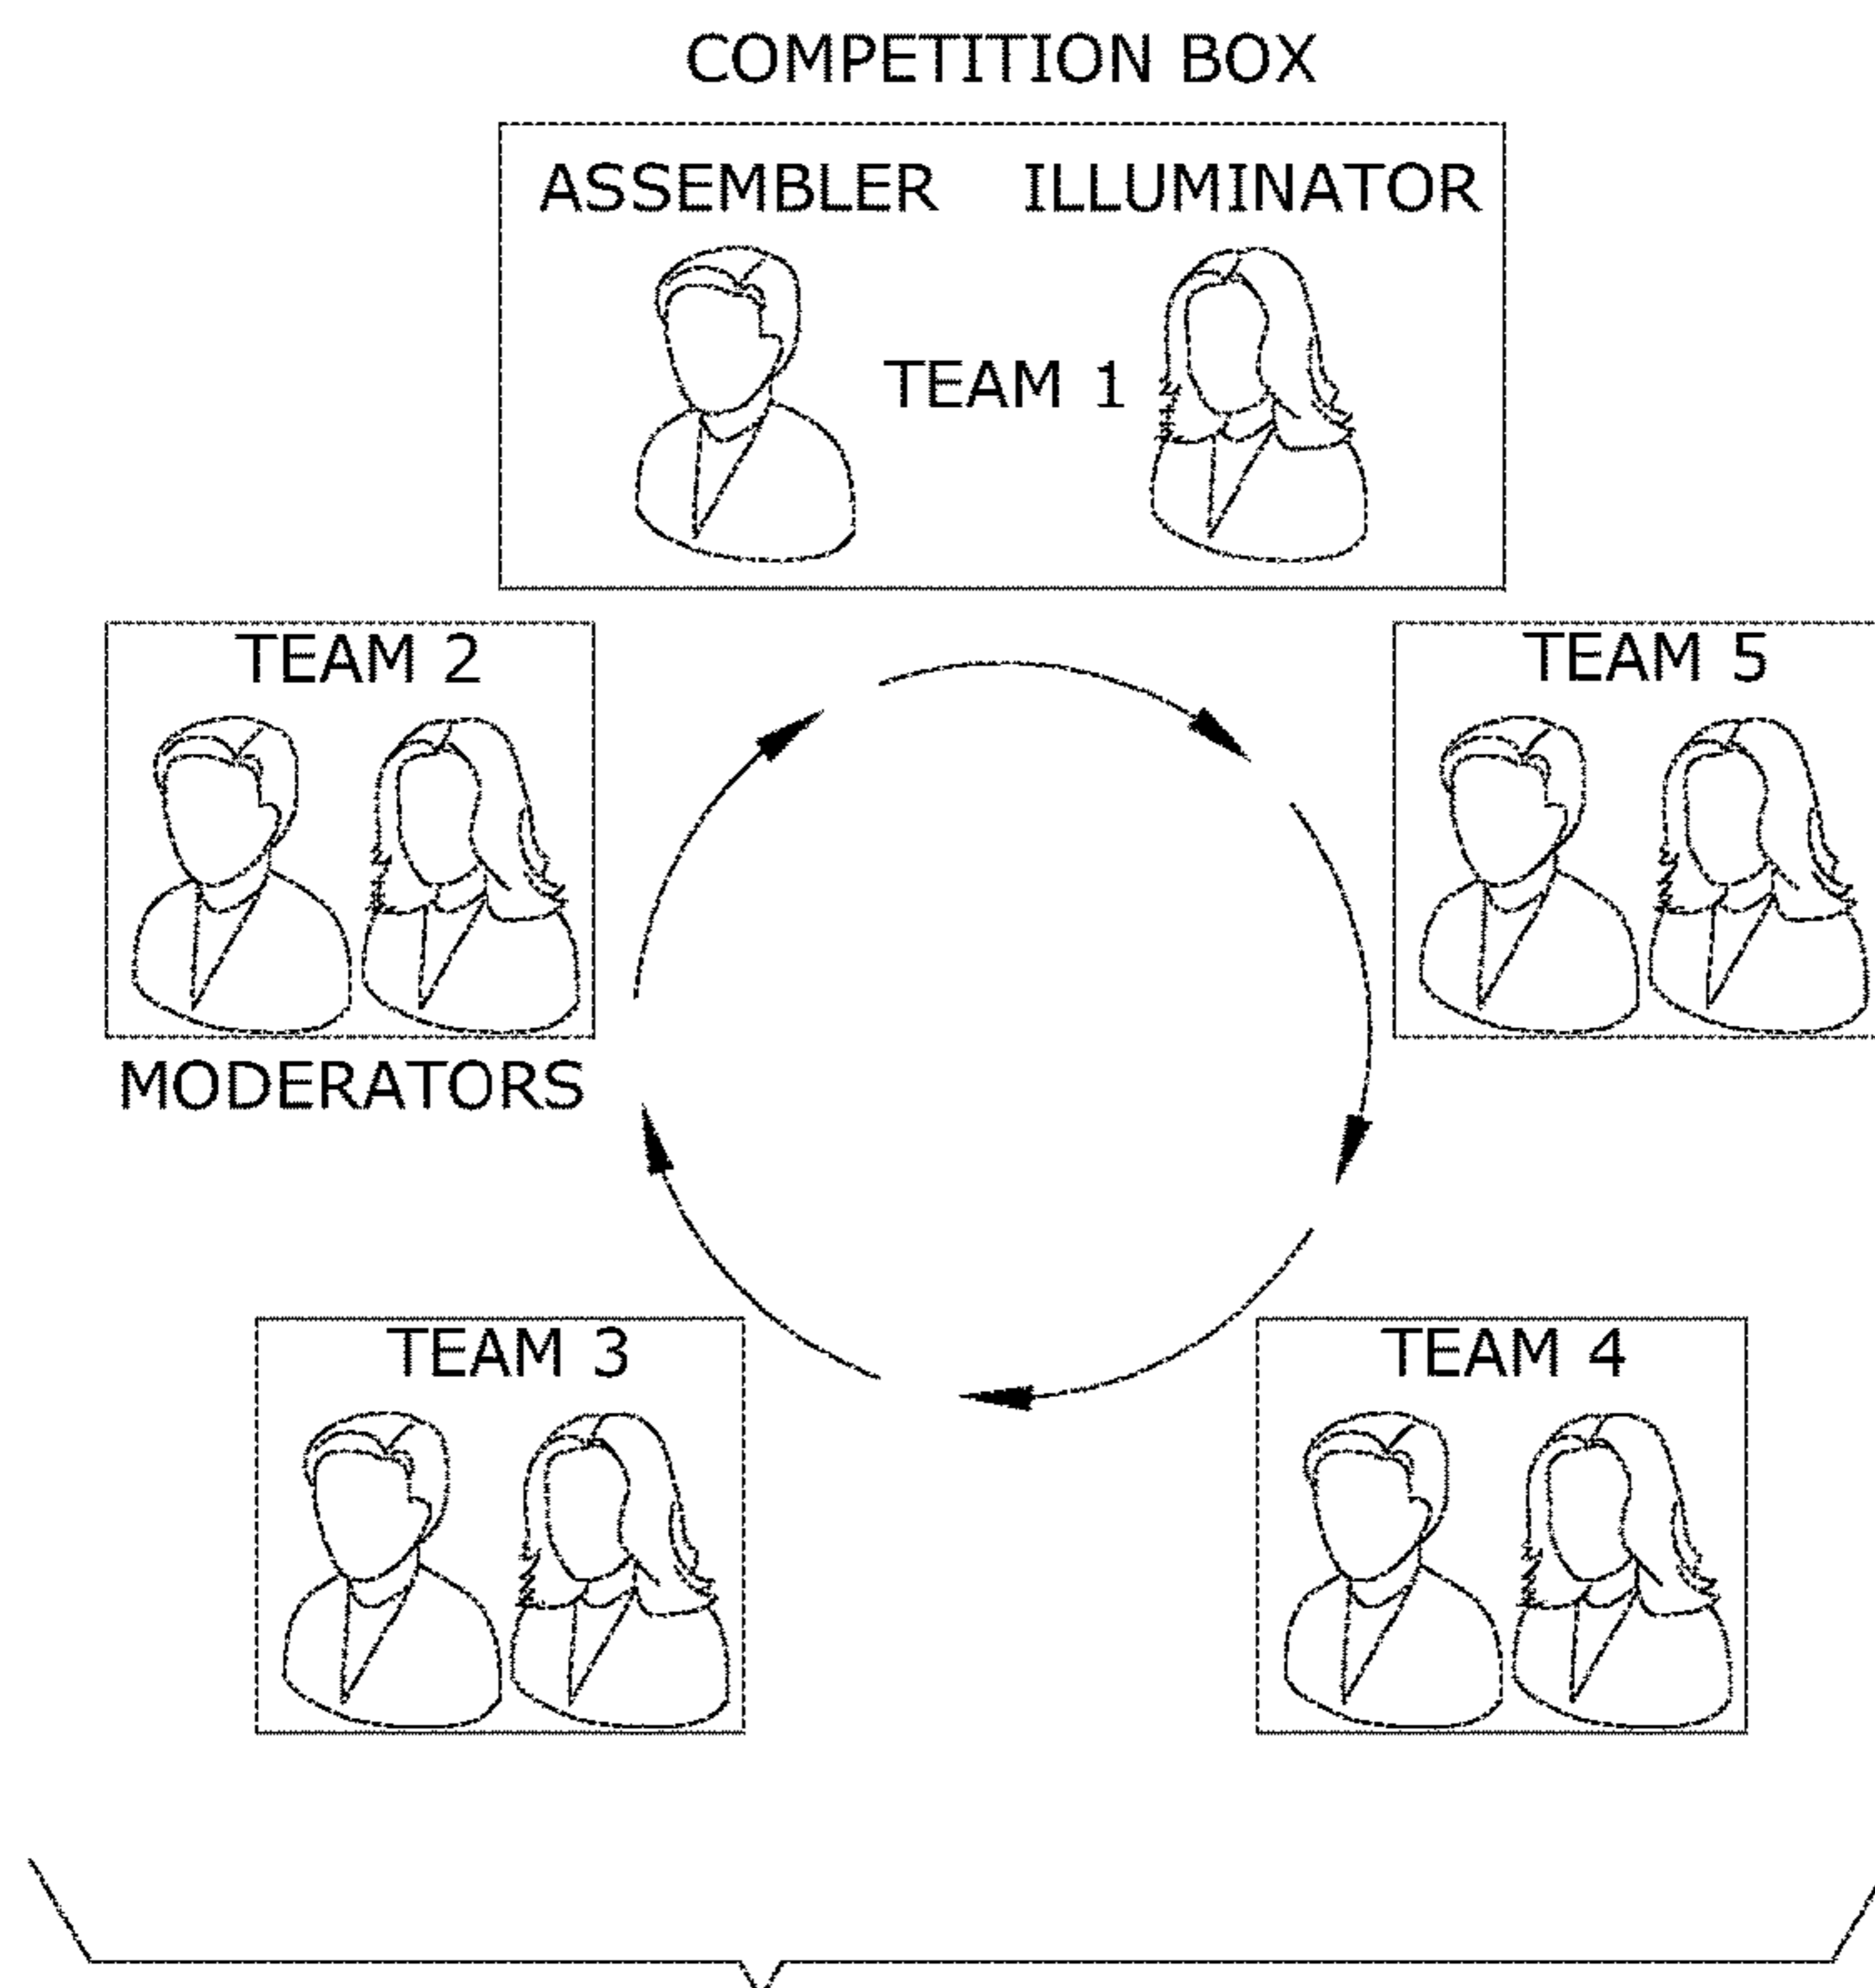 COMPETITION BOX
ASSEMBLER ILLUMINATOR
TEAM 1
TEAM 2
TEAM 5
MODERATORS
TEAM 3
TEAM 4